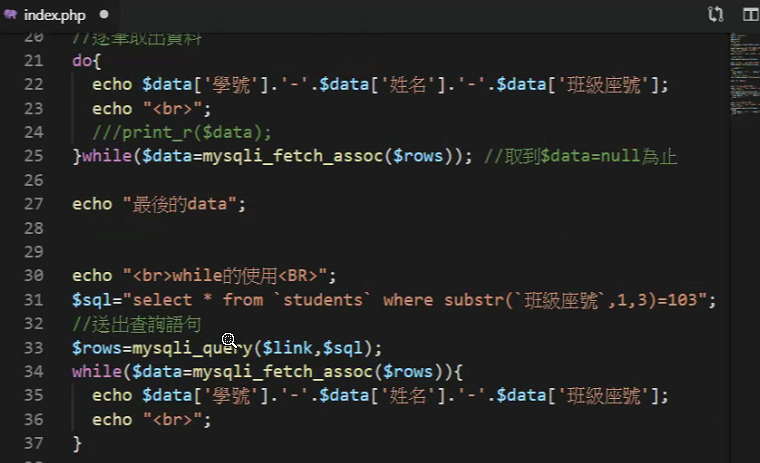 index.php
20 //逐筆取出資料
21 do{
22 echo $data['學號'].'-'.$data['姓名'].'-'.$data['班級座號'];
23 echo "<br>";
24 ///print_r($data);
25 }while($data=mysqli_fetch_assoc($rows)); //取到$data=null為止
26
27 echo "最後的data";
28
29
30 echo "<br>while的使用<BR>";
31 $sql="select * from `students` where substr(`班級座號`,1,3)=103";
32 //送出查詢語句
33 $rows=mysqli_query($link,$sql);
34 while($data=mysqli_fetch_assoc($rows)){
35 echo $data['學號'].'-'.$data['姓名'].'-'.$data['班級座號'];
36 echo "<br>";
37 }